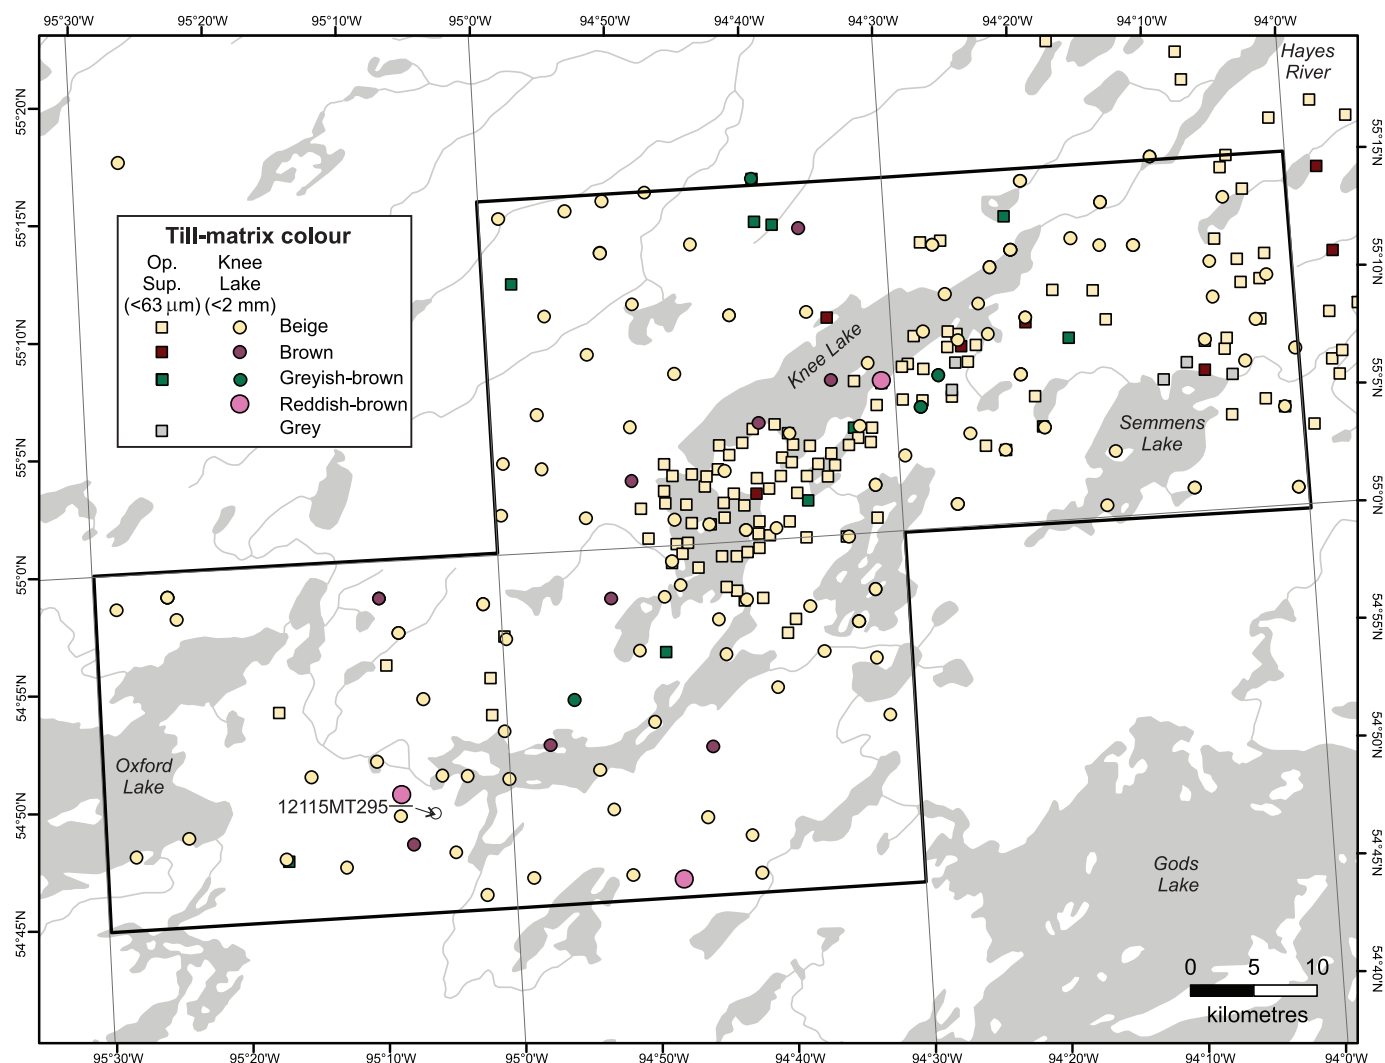 95°30'W 95°20'W 95°10'W 95°0'W 94°50'W 94°40'W 94°30'W 94°20'W 94°10'W 94°0'W
Hayes
River
55°20'N
55°15'N
55°10'N
55°5'N
55°0'N
54°55'N
54°50'N
54°45'N
55°15'N
55°10'N
55°5'N
55°0'N
54°55'N
54°50'N
54°45'N
54°40'N
Till-matrix colour
Op. Knee
Sup. Lake
(<63 µm) (<2 mm)
Beige
Brown
Greyish-brown
Reddish-brown
Grey
Knee Lake
Semmens
Lake
Oxford
Lake
12115MT295
Gods
Lake
0 5 10
kilometres
95°30'W 95°20'W 95°10'W 95°0'W 94°50'W 94°40'W 94°30'W 94°20'W 94°10'W 94°0'W